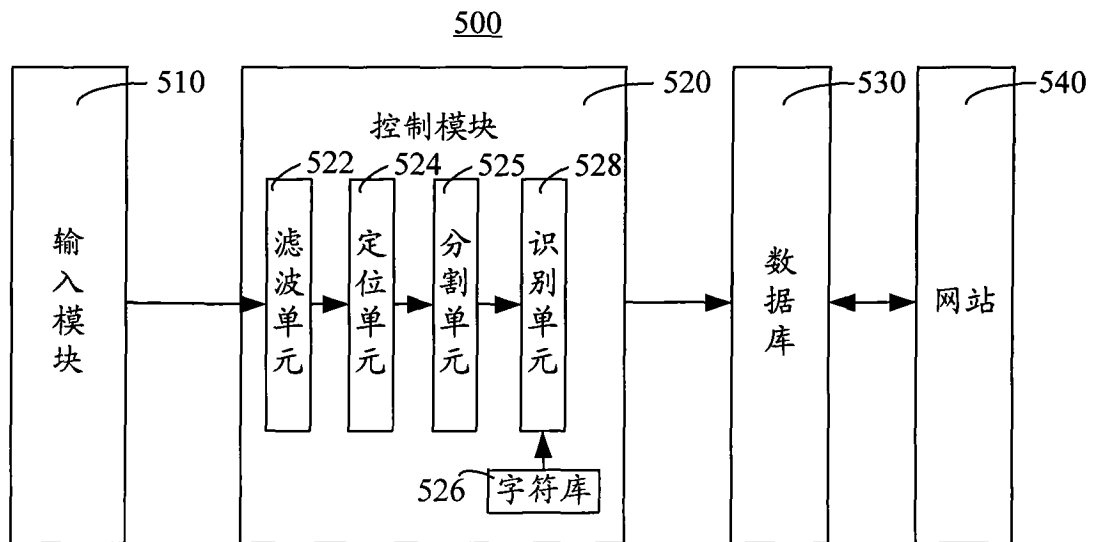 500
510
520
530
540
控制模块
522
524
525
528
输入模块
滤波单元
定位单元
分割单元
识别单元
数据库
网站
526
字符库